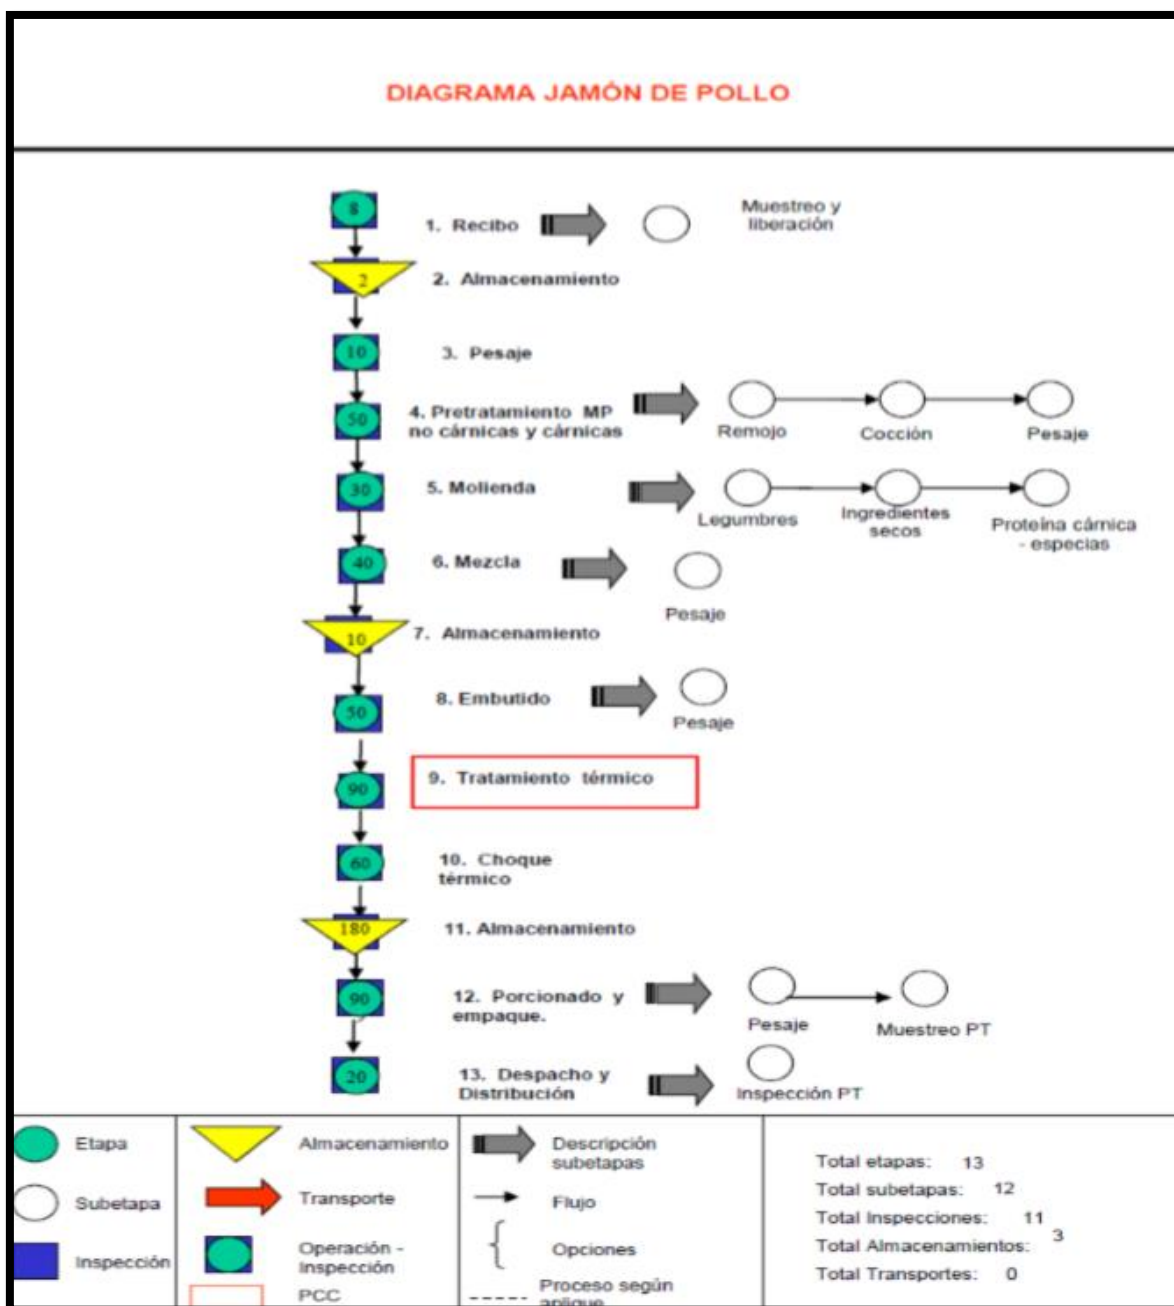 DIAGRAMA JAMÓN DE POLLO
8
1. Recibo
Muestreo y
liberación
2
2. Almacenamiento
10
3. Pesaje
50
4. Pretratamiento MP
no cárnicas y cárnicas
Remojo
Cocción
Pesaje
30
5. Molienda
Legumbres
Ingredientes
secos
Proteína cárnica
- especias
40
6. Mezcla
Pesaje
10
7. Almacenamiento
50
8. Embutido
Pesaje
90
9. Tratamiento térmico
60
10. Choque
térmico
180
11. Almacenamiento
90
12. Porcionado y
empaque.
Pesaje
Muestreo PT
20
13. Despacho y
Distribución
Inspección PT
Etapa
Subetapa
Inspección
Almacenamiento
Transporte
Operación -
Inspección
PCC
Descripción
subetapas
Flujo
Opciones
Proceso según
aplique
Total etapas: 13
Total subetapas: 12
Total Inspecciones: 11
Total Almacenamientos: 3
Total Transportes: 0